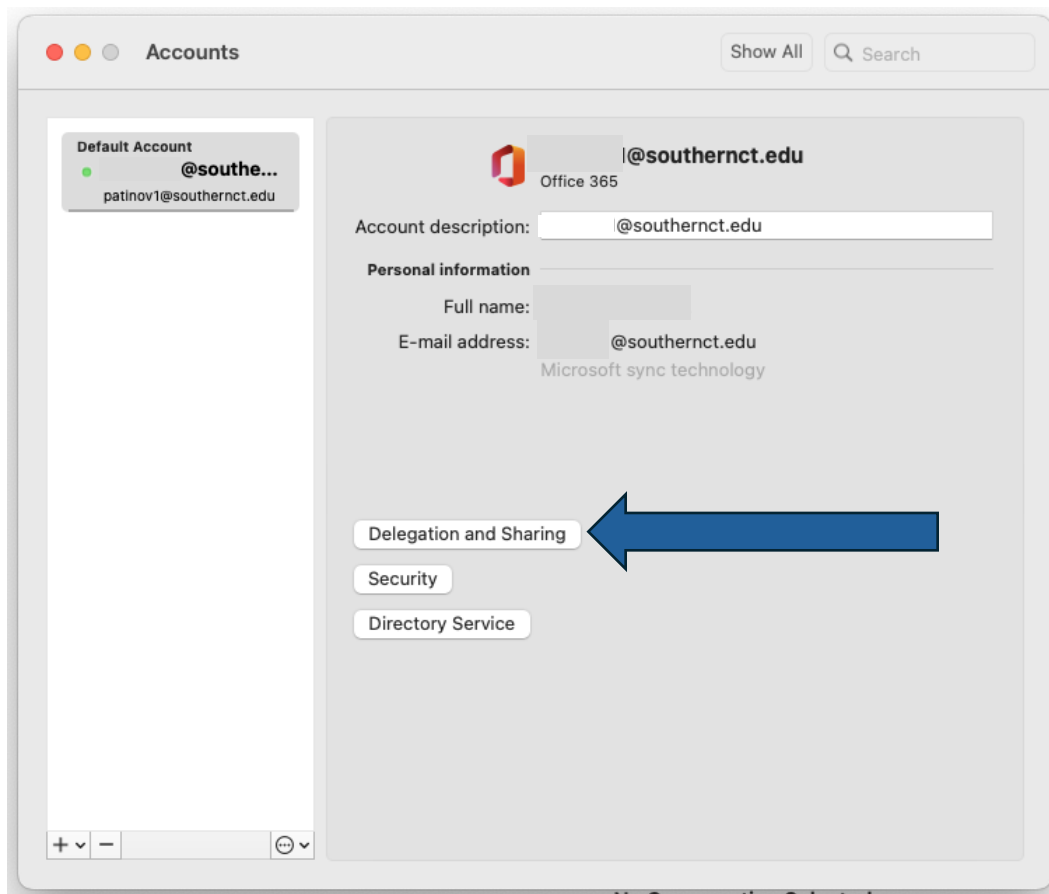 Accounts
Show All
Search
Default Account
@southe...
patinov1@southernct.edu
@southernct.edu
Office 365
Account description:
@southernct.edu
Personal information
Full name:
E-mail address:
@southernct.edu
Microsoft sync technology
Delegation and Sharing
Security
Directory Service